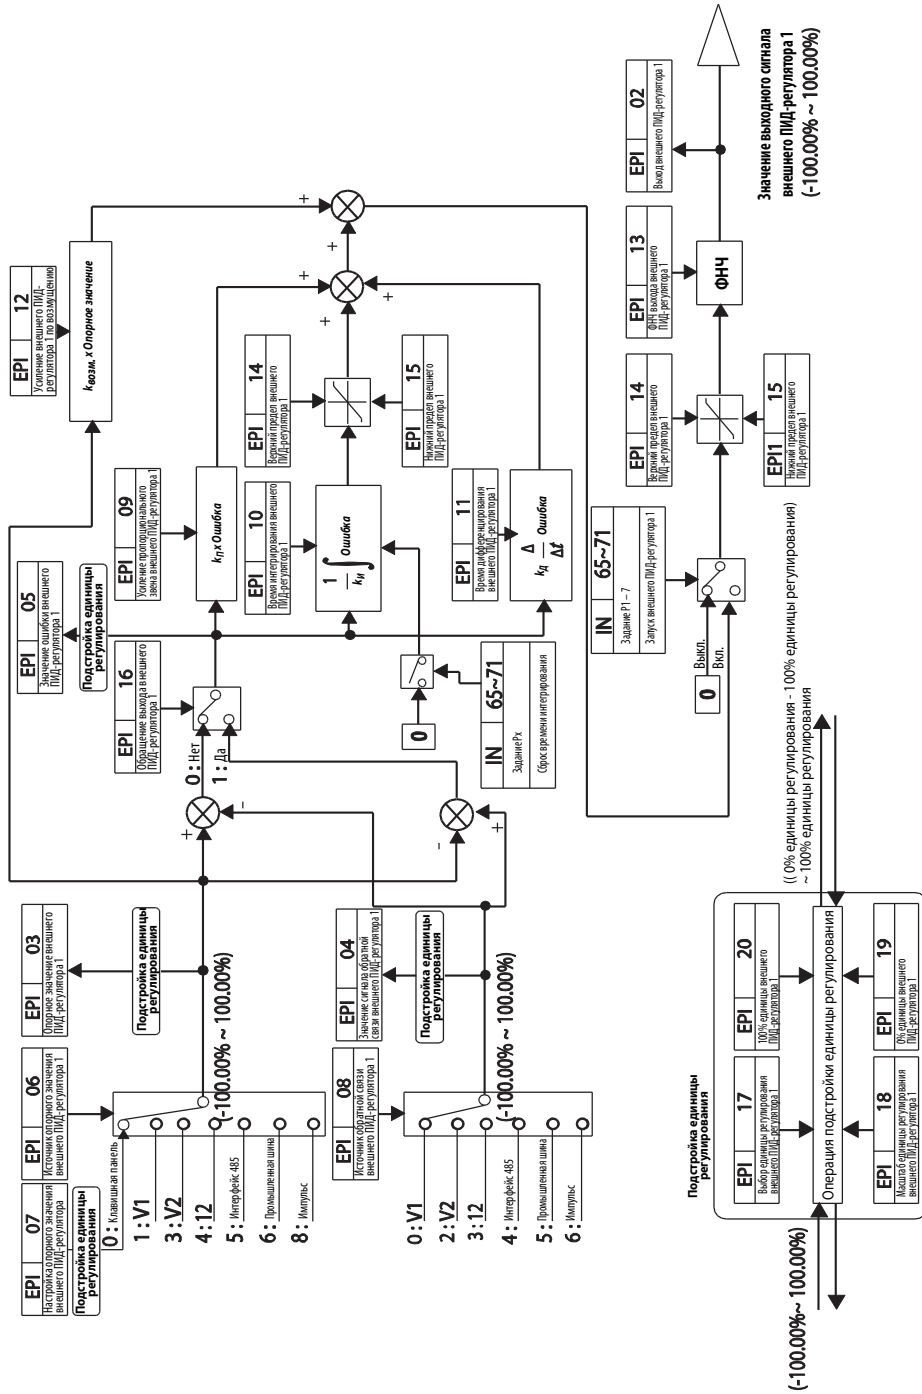 EPI 07
Настройка опорного значения
внешнего ПИД-регулятора
Подстройка единицы
регулирования
EPI 06
Источник опорного значения
внешнего ПИД-регулятора 1
EPI 03
Опорное значение внешнего
ПИД-регулятора 1
Подстройка единицы
регулирования
0: Клавишная панель
1: V1
3: V2
4: 12
5: Интерфейс 485
6: Промышленная шина
8: Импульс
(-100.00% ~ 100.00%)
EPI 08
Источник обратной связи
внешнего ПИД-регулятора 1
EPI 04
Значение сигнала обратной
связи внешнего ПИД-регулятора 1
Подстройка единицы
регулирования
0: V1
2: V2
3: 12
4: Интерфейс 485
5: Промышленная шина
6: Импульс
(-100.00% ~ 100.00%)
+
-
-
+
0: Нет
1: Да
EPI 16
Обращение выхода внешнего
ПИД-регулятора 1
EPI 05
Значение ошибки внешнего
ПИД-регулятора 1
Подстройка единицы
регулирования
EPI 12
Усиление внешнего ПИД-
регулятора 1 по возмущению
kвозм. x Опорное значение
EPI 09
Усиление пропорционального
звена внешнего ПИД-регулятора 1
kп x Ошибка
EPI 10
Время интегрирования внешнего
ПИД-регулятора 1
1/kи ∫ Ошибка
EPI 14
Верхний предел внешнего
ПИД-регулятора 1
EPI 15
Нижний предел внешнего
ПИД-регулятора 1
EPI 11
Время дифференцирования
внешнего ПИД-регулятора 1
kд Δ/Δt Ошибка
0
IN 65~71
Задание Px
Сброс времени интегрирования
+
+
+
+
+
IN 65~71
Задание P1 – 7
Запуск внешнего ПИД-регулятора 1
0
Выкл.
Вкл.
EPI 14
Верхний предел внешнего
ПИД-регулятора 1
EPI1 15
Нижний предел внешнего
ПИД-регулятора 1
EPI 13
ФНЧ выхода внешнего
ПИД-регулятора 1
ФНЧ
EPI 02
Выход внешнего ПИД-регулятора 1
Значение выходного сигнала
внешнего ПИД-регулятора 1
(-100.00% ~ 100.00%)
Подстройка единицы
регулирования
EPI 17
Выбор единицы регулирования
внешнего ПИД-регулятора 1
EPI 20
100% единицы внешнего
ПИД-регулятора 1
Операция подстройки единицы регулирования
EPI 18
Масштаб единицы регулирования
внешнего ПИД-регулятора 1
EPI 19
0% единицы внешнего
ПИД-регулятора 1
(-100.00%~ 100.00%)
(( 0% единицы регулирования - 100% единицы регулирования)
~ 100% единицы регулирования